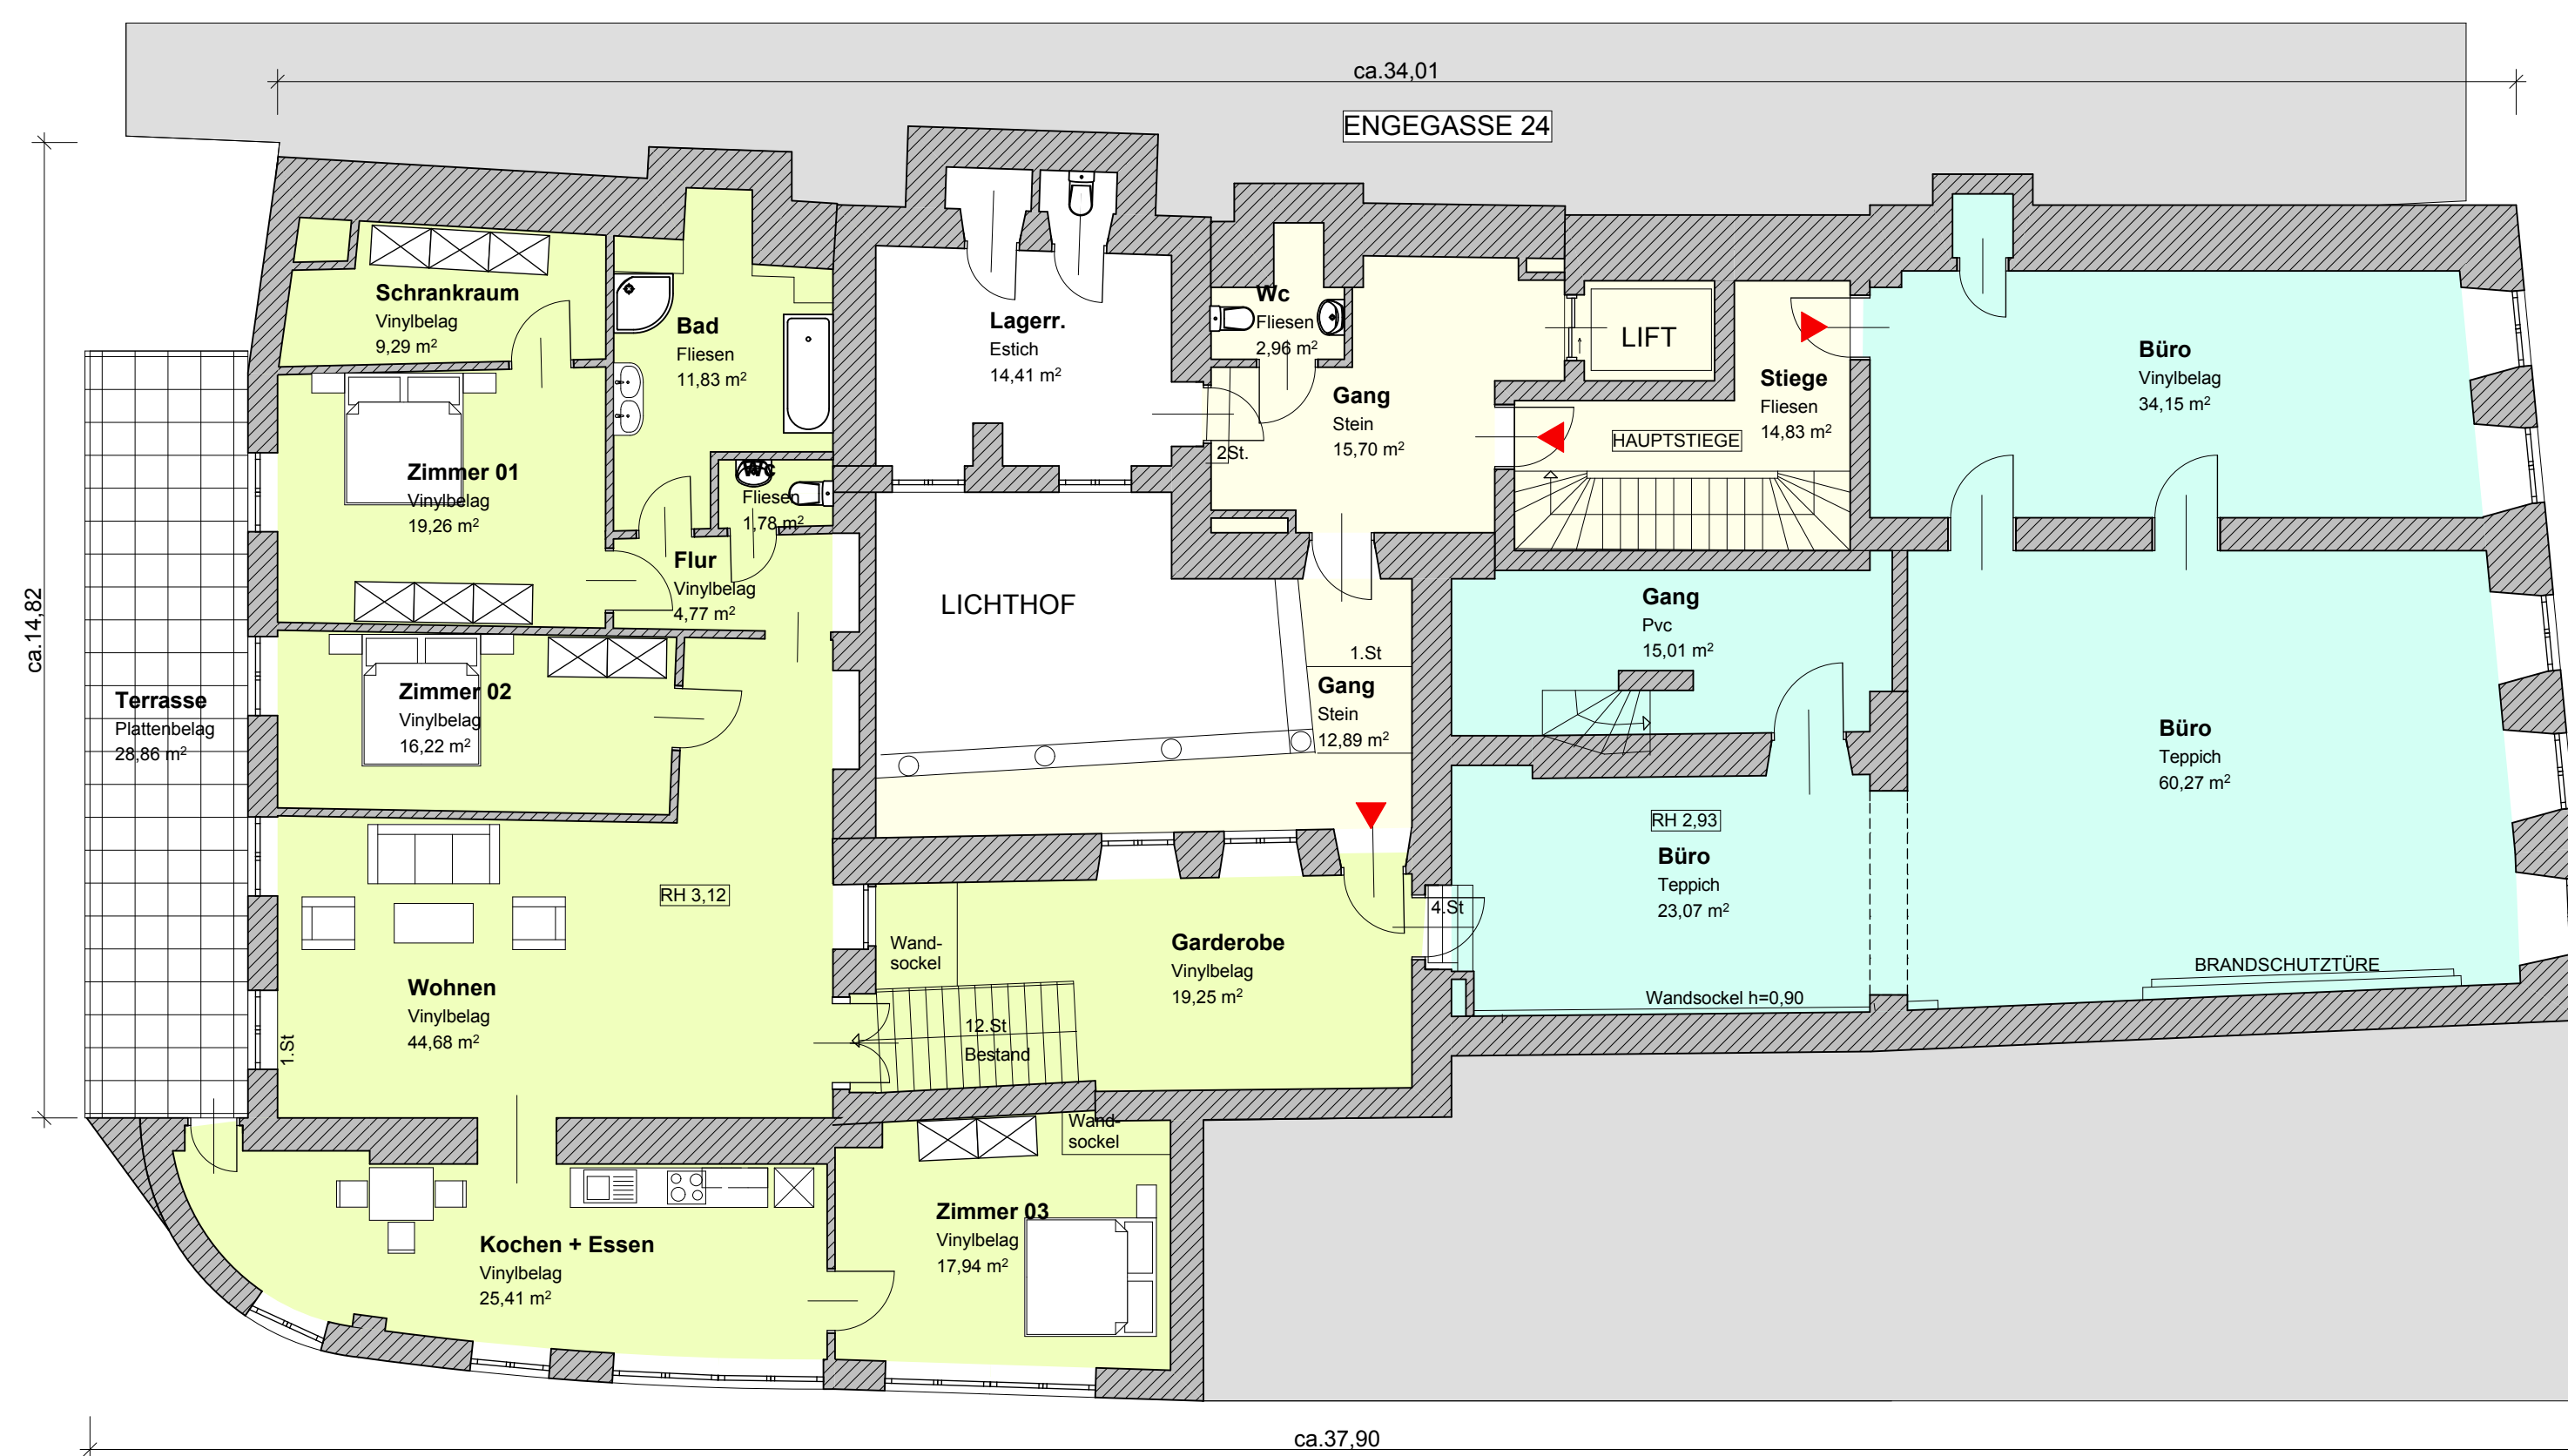 ca.34,01
ENGEGASSE 24
ca.14,82
Schrankraum
Vinylbelag
9,29 m²
Bad
Fliesen
11,83 m²
Lagerr.
Estich
14,41 m²
Wc
Fliesen
2,96 m²
LIFT
Gang
Stein
15,70 m²
2St.
Stiege
Fliesen
14,83 m²
HAUPTSTIEGE
Büro
Vinylbelag
34,15 m²
Zimmer 01
Vinylbelag
19,26 m²
Wc
Fliesen
1,78 m²
Flur
Vinylbelag
4,77 m²
LICHTHOF
Gang
Pvc
15,01 m²
1.St
Gang
Stein
12,89 m²
Terrasse
Plattenbelag
28,86 m²
Zimmer 02
Vinylbelag
16,22 m²
Büro
Teppich
60,27 m²
RH 2,93
Büro
Teppich
23,07 m²
RH 3,12
4.St
Wand-
sockel
Garderobe
Vinylbelag
19,25 m²
BRANDSCHUTZTÜRE
Wandsockel h=0,90
Wohnen
Vinylbelag
44,68 m²
1.St
12.St
Bestand
Wand-
sockel
Zimmer 03
Vinylbelag
17,94 m²
Kochen + Essen
Vinylbelag
25,41 m²
ca.37,90